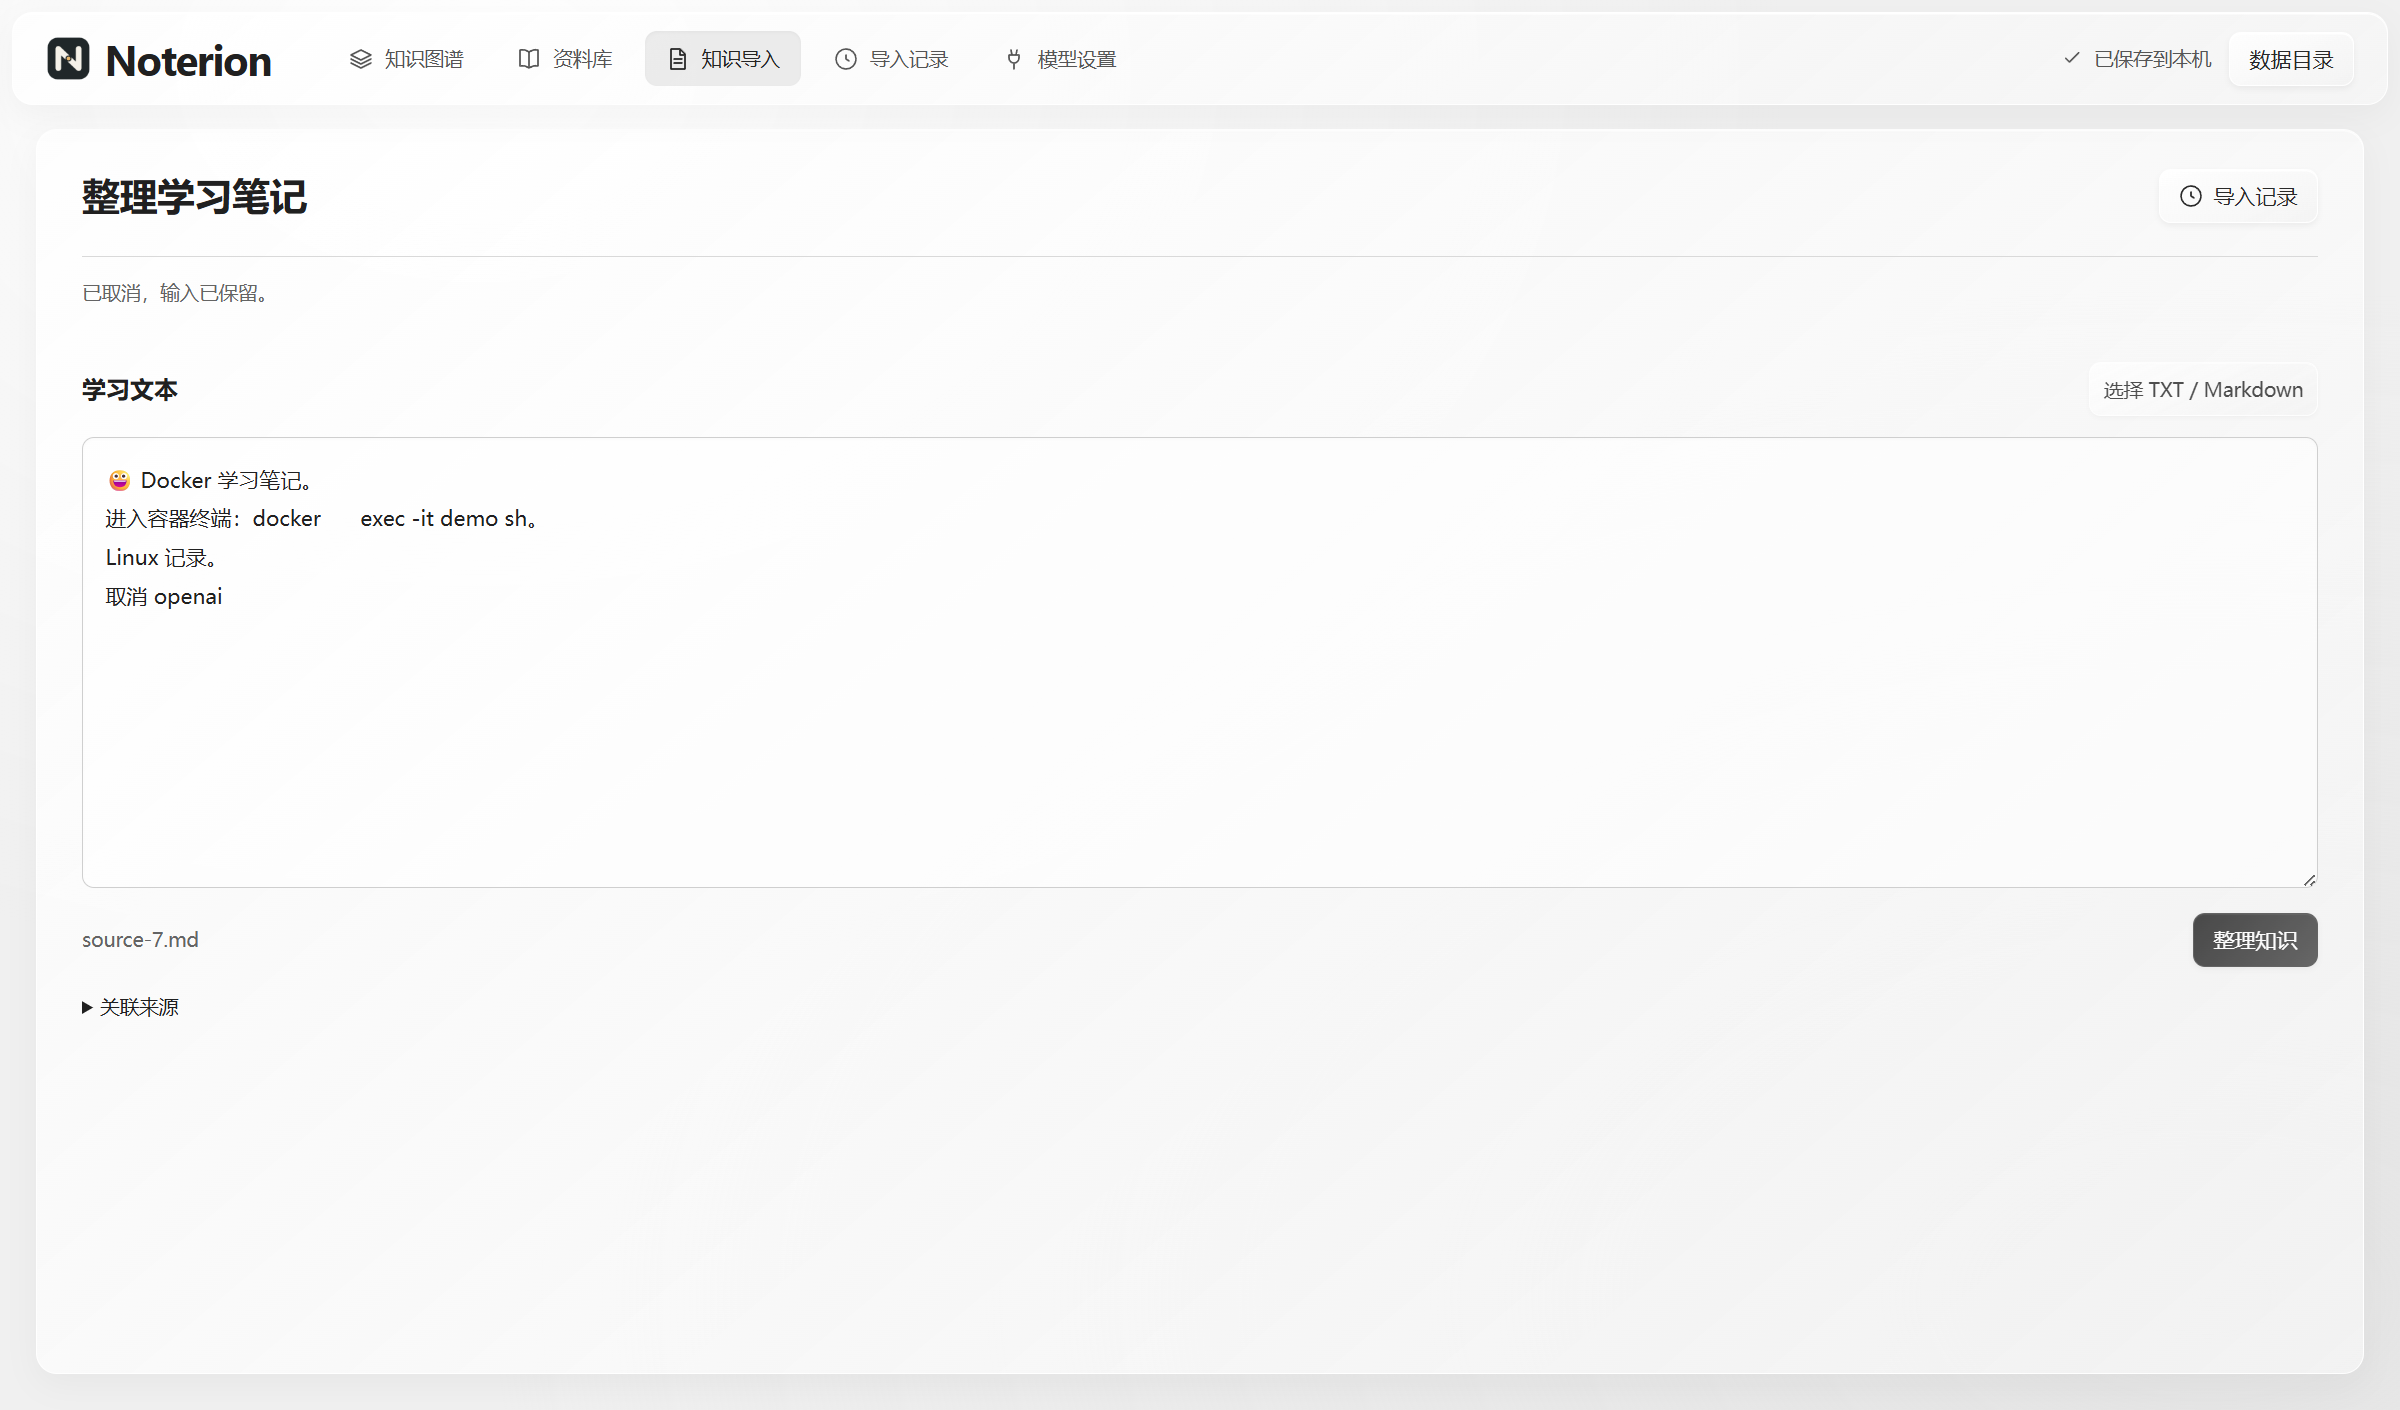 Noterion
知识图谱
资料库
知识导入
导入记录
模型设置
已保存到本机
数据目录
整理学习笔记
导入记录
已取消，输入已保留。
学习文本
选择 TXT / Markdown
😀 Docker 学习笔记。
进入容器终端：docker    exec -it demo sh。
Linux 记录。
取消 openai
source-7.md
整理知识
▶ 关联来源